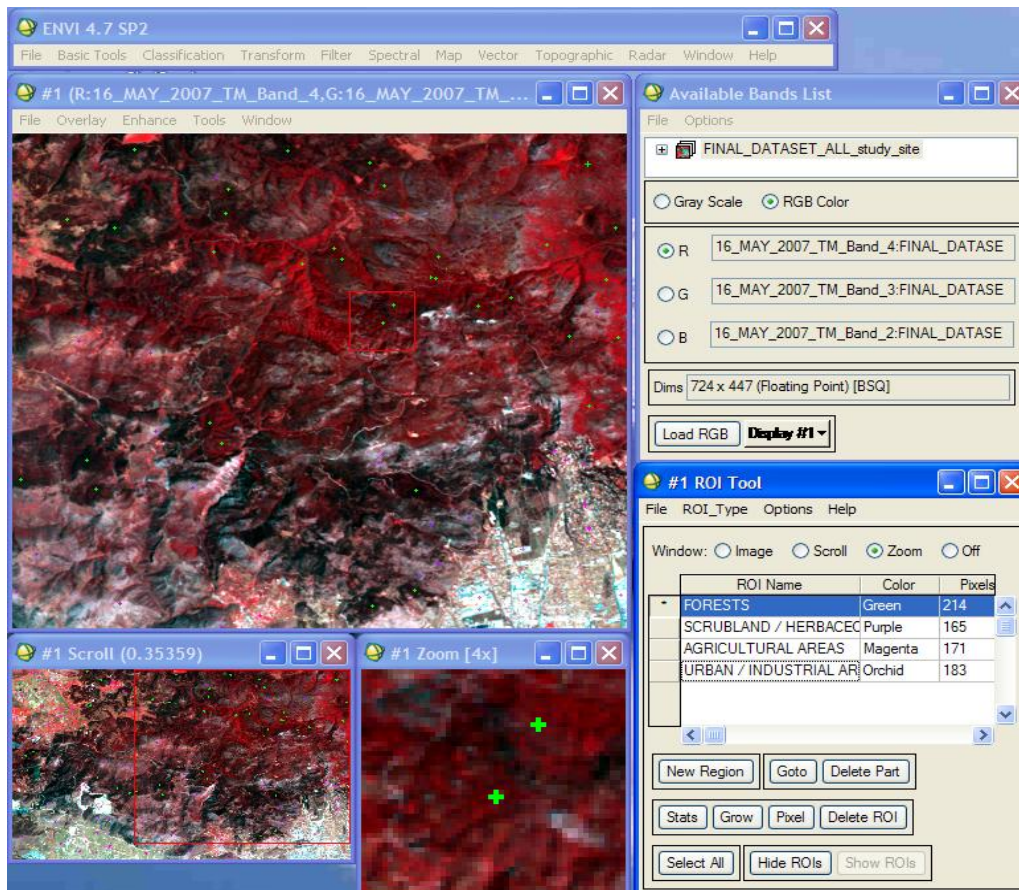 ENVI 4.7 SP2
File Basic Tools Classification Transform Filter Spectral Map Vector Topographic Radar Window Help
#1 (R:16_MAY_2007_TM_Band_4,G:16_MAY_2007_TM_...
File Overlay Enhance Tools Window
Available Bands List
File Options
FINAL_DATASET_ALL_study_site
Gray Scale RGB Color
R 16_MAY_2007_TM_Band_4:FINAL_DATASE
G 16_MAY_2007_TM_Band_3:FINAL_DATASE
B 16_MAY_2007_TM_Band_2:FINAL_DATASE
Dims 724 x 447 (Floating Point) [BSQ]
Load RGB Display #1
#1 ROI Tool
File ROI_Type Options Help
Window: Image Scroll Zoom Off
ROI Name Color Pixels
* FORESTS Green 214
SCRUBLAND / HERBACEC Purple 165
AGRICULTURAL AREAS Magenta 171
URBAN / INDUSTRIAL AR Orchid 183
New Region Goto Delete Part
Stats Grow Pixel Delete ROI
Select All Hide ROIs Show ROIs
#1 Scroll (0.35359)
#1 Zoom [4x]